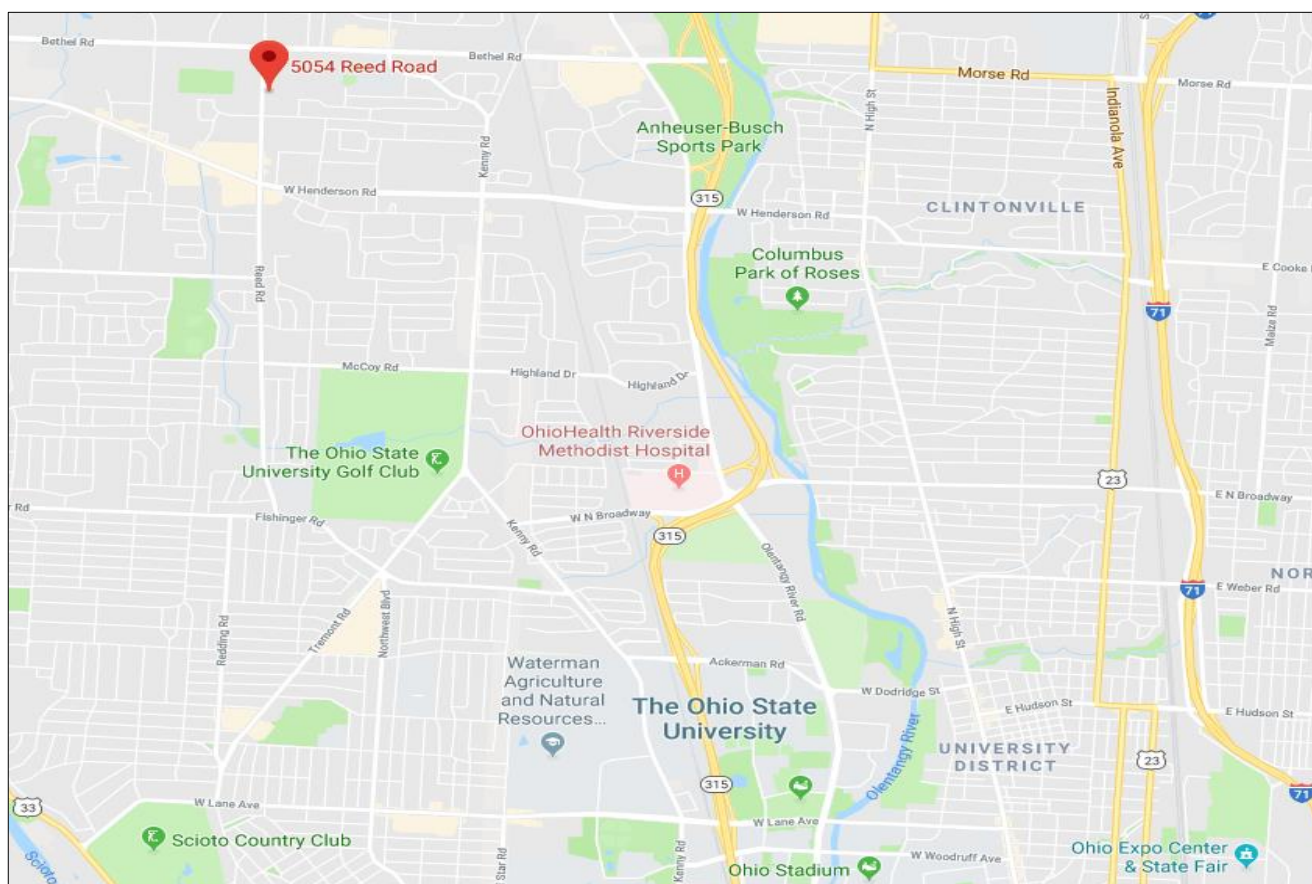 Bethel Rd
Bethel Rd
5054 Reed Road
Morse Rd
Morse Rd
Indianola Ave
N High St
Anheuser-Busch
Sports Park
Kenny Rd
315
W Henderson Rd
W Henderson Rd
CLINTONVILLE
Columbus
Park of Roses
E Cooke
Reed Rd
71
Maize Rd
McCoy Rd
Highland Dr
Highland Dr
OhioHealth Riverside
Methodist Hospital
H
The Ohio State
University Golf Club
23
E N Broadway
Rd
Fishinger Rd
Kenny Rd
W N Broadway
315
Olentangy River Rd
NOR
71
E Weber Rd
N High St
Redding Rd
Tremont Rd
Northwest Blvd
Waterman
Agriculture
and Natural
Resources...
Ackerman Rd
W Dodridge St
The Ohio State
University
E Hudson St
E Hudson St
Olentangy River
UNIVERSITY
DISTRICT
23
315
71
33
W Lane Ave
W Lane Ave
Scioto Country Club
Scioto
Star Rd
Kenny Rd
W Woodruff Ave
Ohio Stadium
Ohio Expo Center
& State Fair